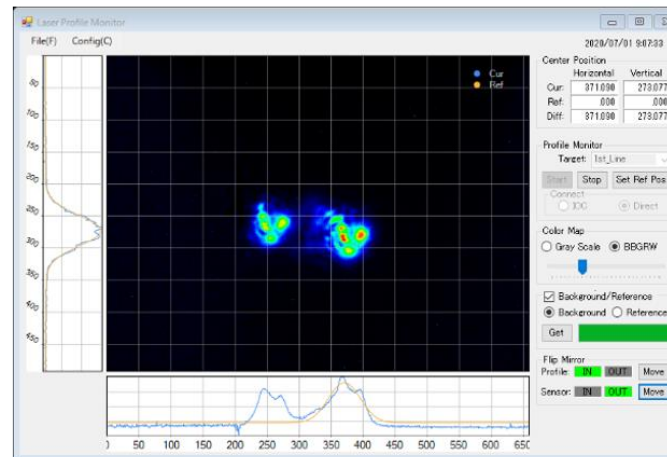 Laser Profile Monitor
File(F) Config(C)
2020/07/01 9:07:33
Cur
Ref
50
100
150
200
250
300
350
400
450
0 50 100 150 200 250 300 350 400 450 500 550 600 650
Center Position
Horizontal Vertical
Cur: 371.090 273.077
Ref: .000 .000
Diff: 371.090 273.077
Profile Monitor
Target: 1st_Line
Start Stop Set Ref Pos
Connect
IOC Direct
Color Map
Gray Scale BBGRW
Background/Reference
Background Reference
Get
Flip Mirror
Profile: IN OUT Move
Sensor: IN OUT Move